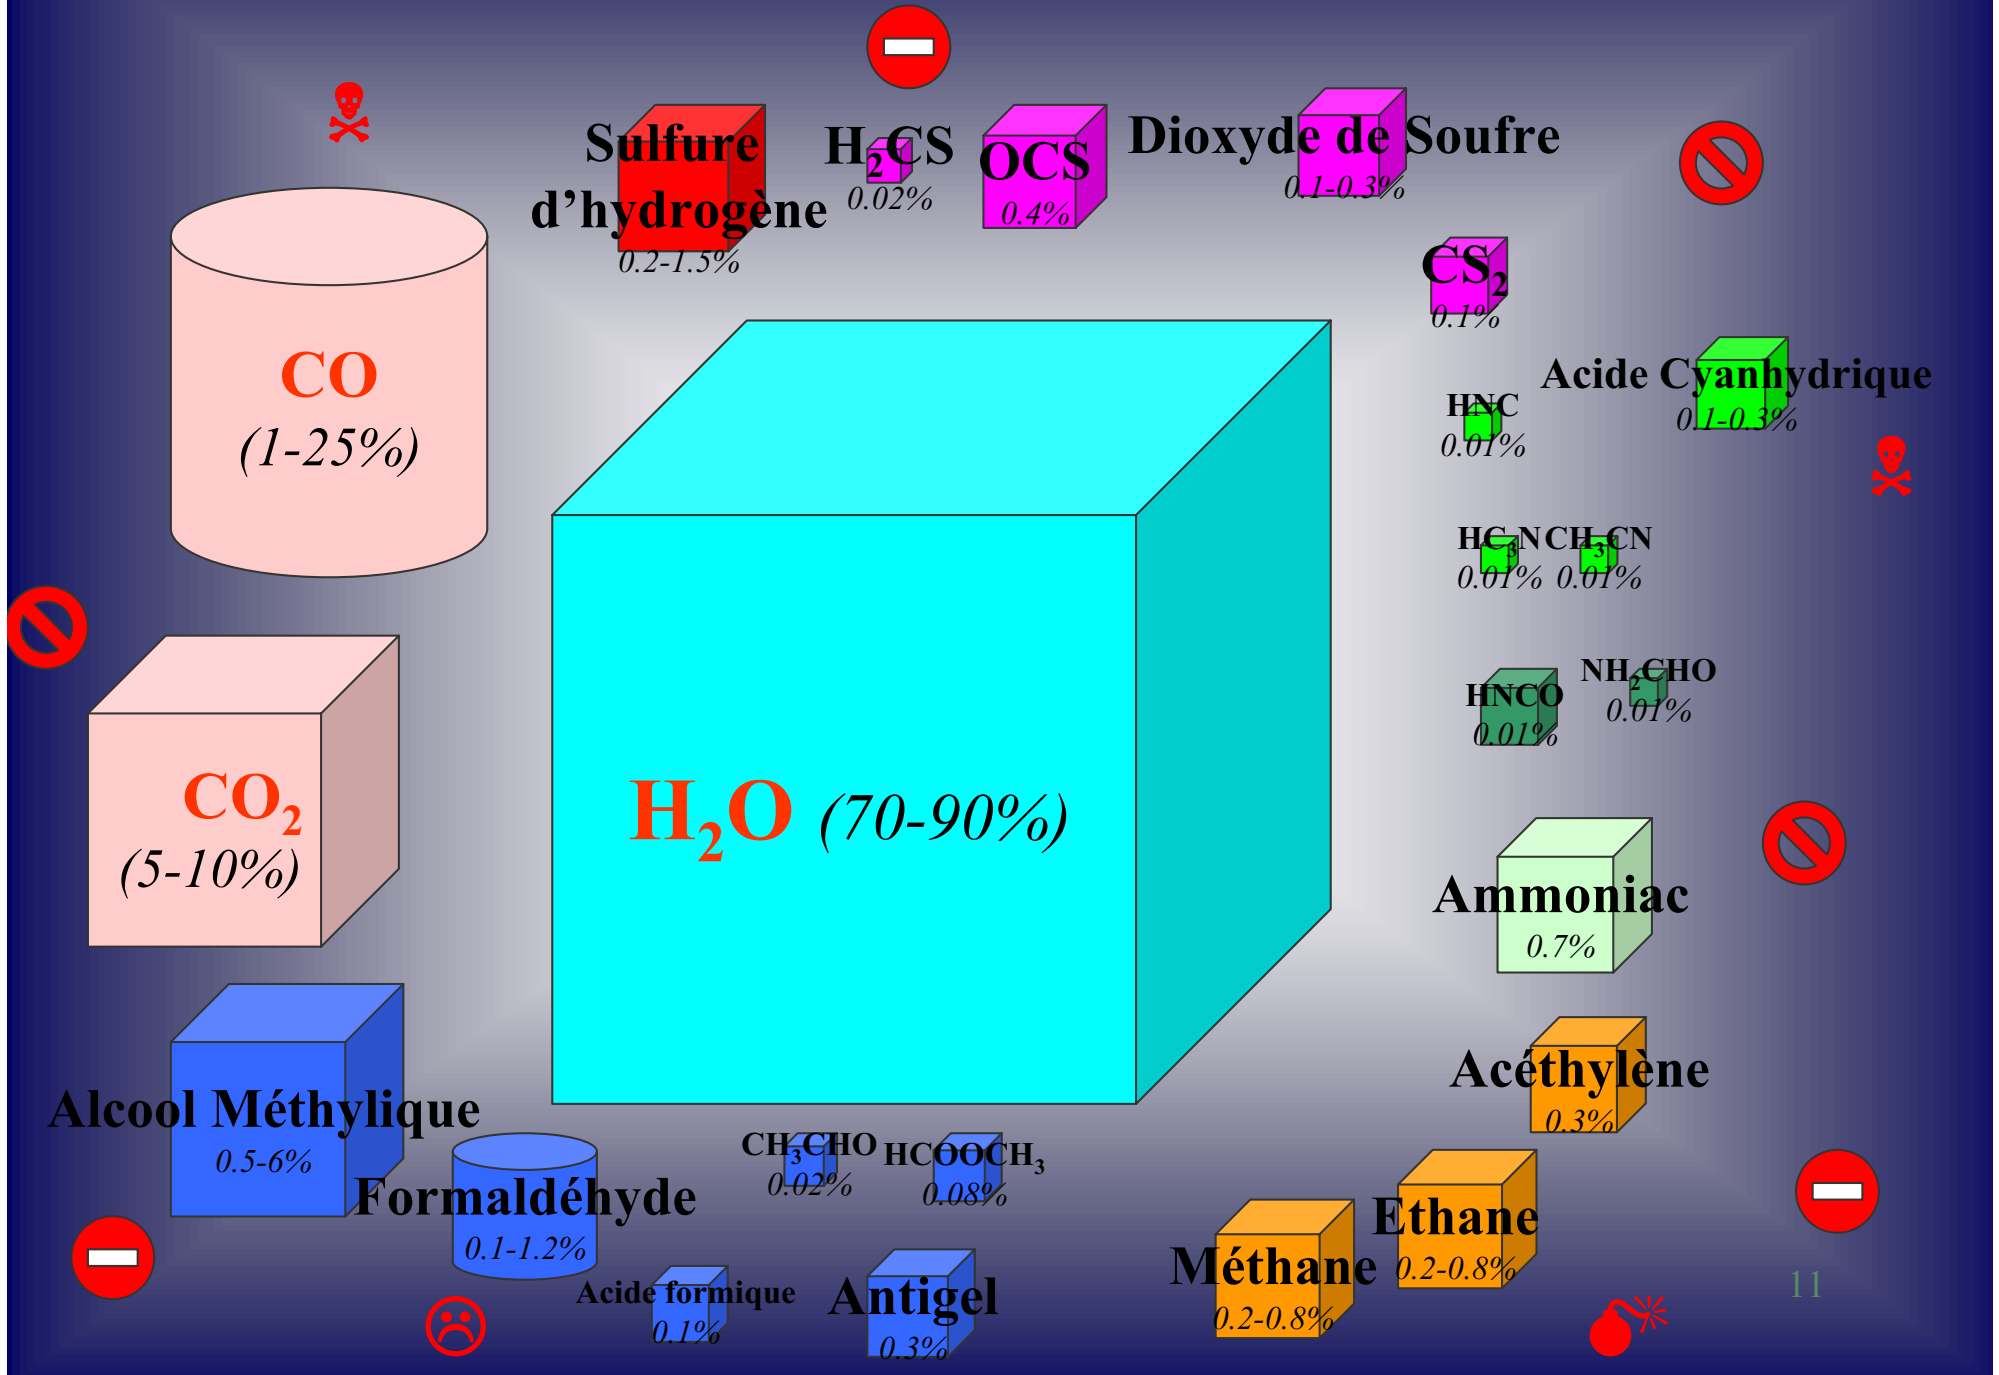 Sulfure
d’hydrogène
0.2-1.5%
H2CS
0.02%
OCS
0.4%
Dioxyde de Soufre
0.1-0.3%
CS2
0.1%
CO
(1-25%)
Acide Cyanhydrique
0.1-0.3%
HNC
0.01%
HC3N
0.01%
CH3CN
0.01%
HNCO
0.01%
NH2CHO
0.01%
CO2
(5-10%)
H2O (70-90%)
Ammoniac
0.7%
Acéthylène
0.3%
Alcool Méthylique
0.5-6%
Formaldéhyde
0.1-1.2%
CH3CHO
0.02%
HCOOCH3
0.08%
Ethane
0.2-0.8%
Méthane
0.2-0.8%
Acide formique
0.1%
Antigel
0.3%
11